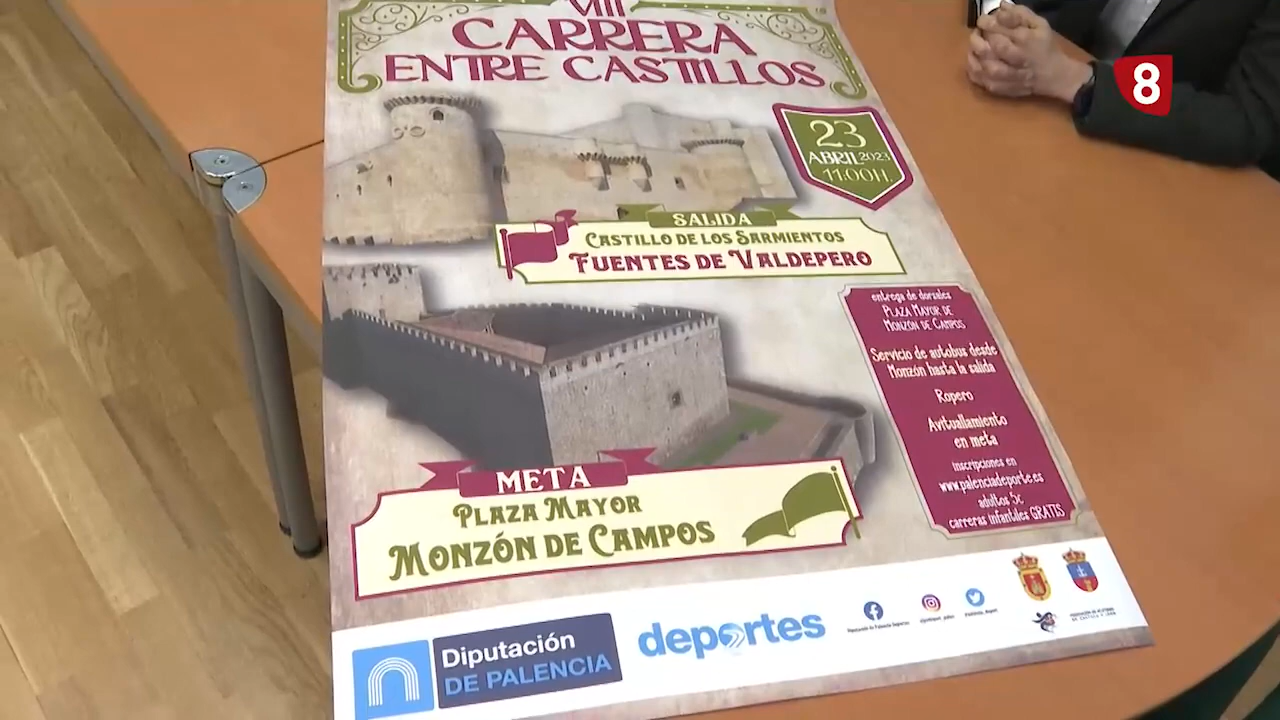 VIII
CARRERA
ENTRE CASTILLOS
8
23
ABRIL 2023
11:00H.
SALIDA
CASTILLO DE LOS SARMIENTOS
FUENTES DE VALDEPERO
entrega de dorsales
PLAZA MAYOR DE
MONZÓN DE CAMPOS
Servicio de autobus desde
Monzón hasta la salida
Ropero
Avituallamiento
en meta
inscripciones en
www.palenciadeporte.es
adultos 5€
carreras infantiles GRATIS
META
PLAZA MAYOR
MONZÓN DE CAMPOS
Diputación
DE PALENCIA
deportes